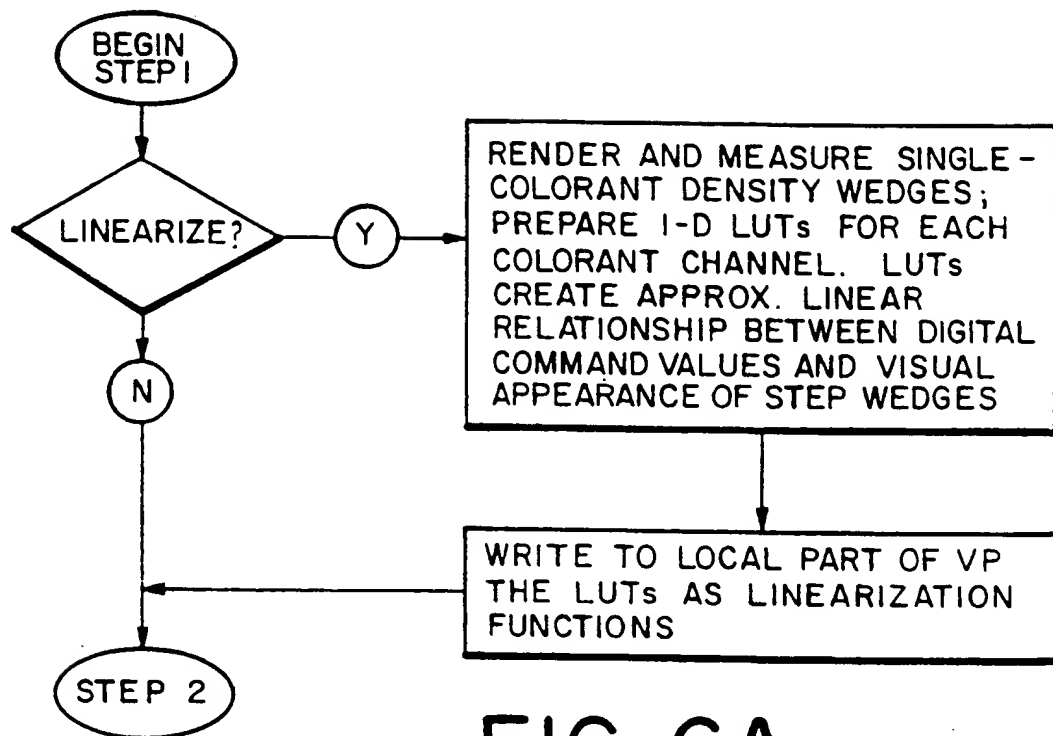 BEGIN
STEP 1
LINEARIZE?
Y
RENDER AND MEASURE SINGLE-
COLORANT DENSITY WEDGES;
PREPARE 1-D LUTs FOR EACH
COLORANT CHANNEL. LUTs
CREATE APPROX. LINEAR
RELATIONSHIP BETWEEN DIGITAL
COMMAND VALUES AND VISUAL
APPEARANCE OF STEP WEDGES
N
WRITE TO LOCAL PART OF VP
THE LUTs AS LINEARIZATION
FUNCTIONS
STEP 2